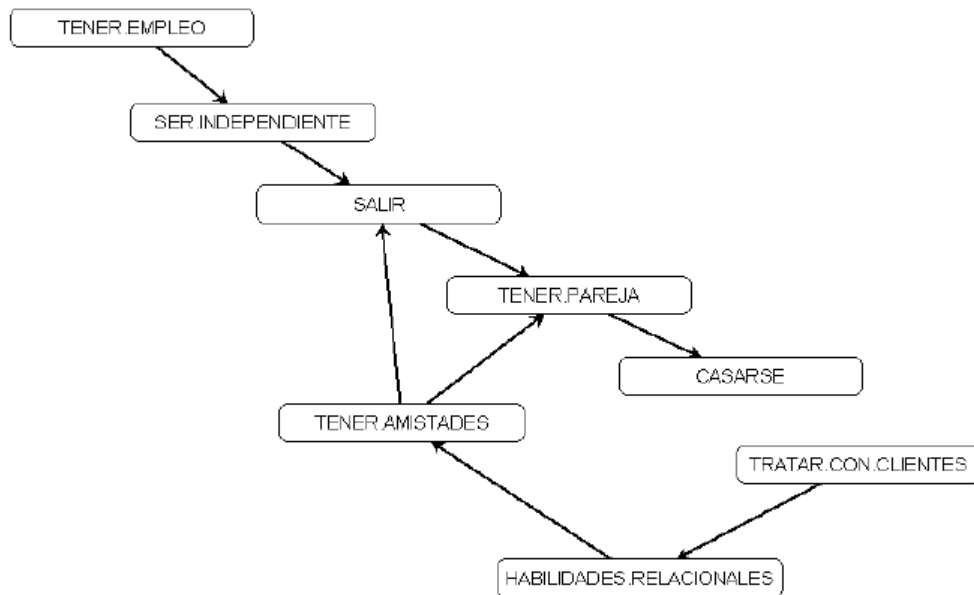 TENER.EMPLEO
SER.INDEPENDIENTE
SALIR
TENER.PAREJA
CASARSE
TENER.AMISTADES
TRATAR.CON.CLIENTES
HABILIDADES.RELACIONALES